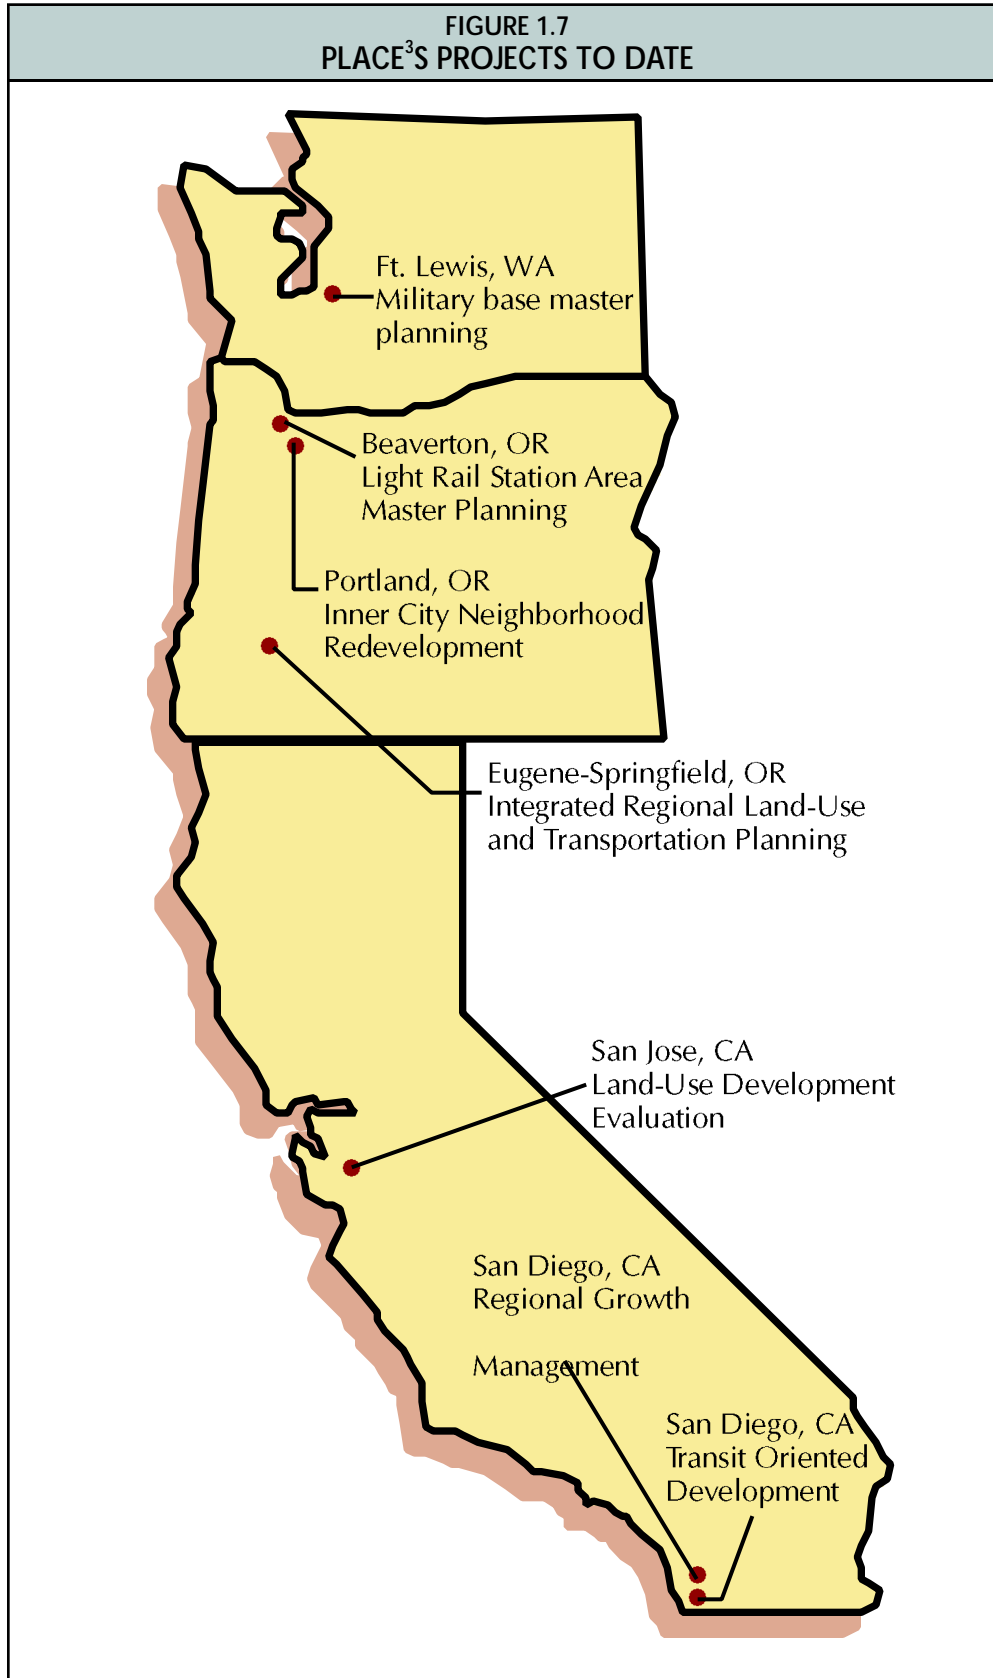 FIGURE 1.7
PLACE³S PROJECTS TO DATE
Ft. Lewis, WA
Military base master
planning
Beaverton, OR
Light Rail Station Area
Master Planning
Portland, OR
Inner City Neighborhood
Redevelopment
Eugene-Springfield, OR
Integrated Regional Land-Use
and Transportation Planning
San Jose, CA
Land-Use Development
Evaluation
San Diego, CA
Regional Growth
Management
San Diego, CA
Transit Oriented
Development